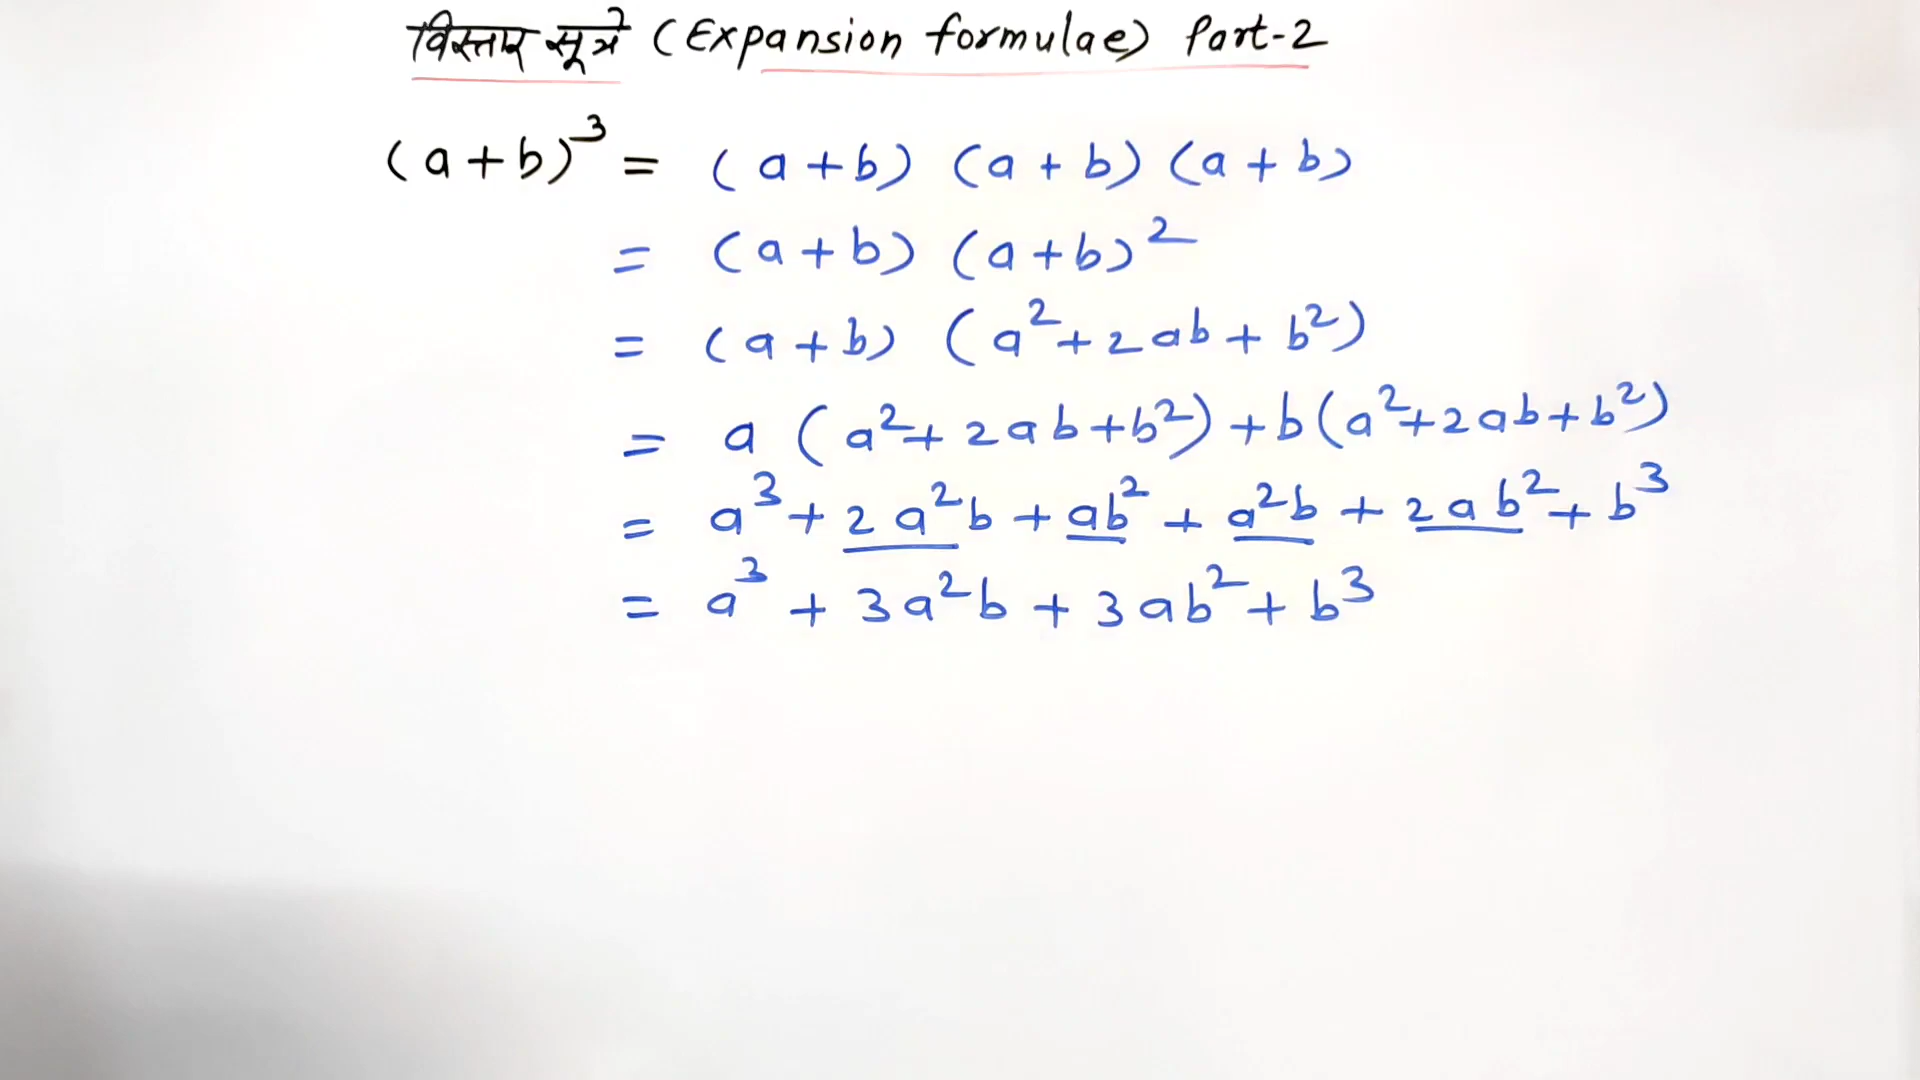 विस्तार सूत्रे (Expansion formulae) Part-2
(a+b)³ = (a+b) (a+b) (a+b)
= (a+b) (a+b)²
= (a+b) (a²+2ab+b²)
= a (a²+2ab+b²)+b(a²+2ab+b²)
= a³+2a²b+ab²+a²b+2ab²+b³
= a³+3a²b+3ab²+b³